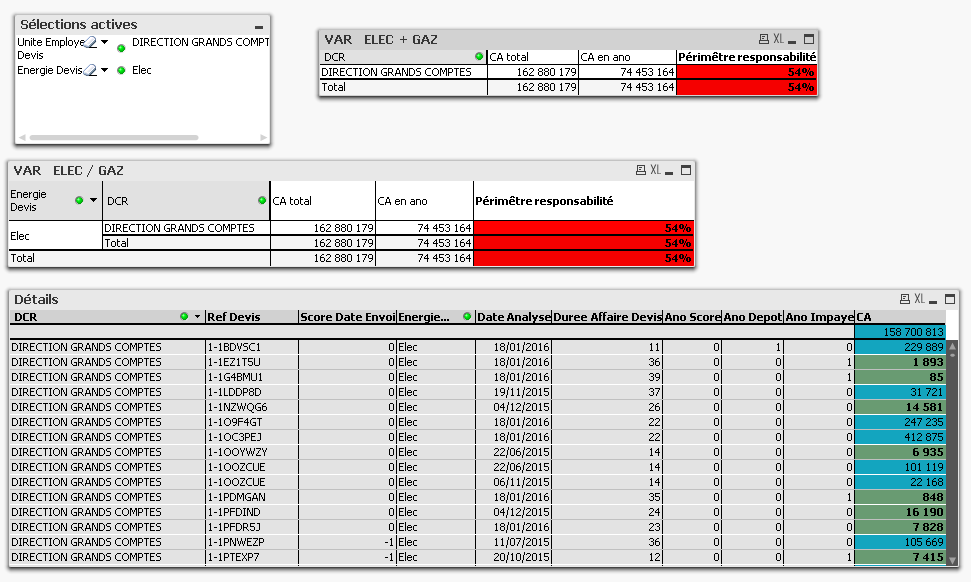 Sélections actives
Unite Employe DIRECTION GRANDS COMPT
Devis
Energie Devis Elec
VAR ELEC + GAZ XL
DCR CA total CA en ano Périmêtre responsabilité
DIRECTION GRANDS COMPTES 162 880 179 74 453 164 54%
Total 162 880 179 74 453 164 54%
VAR ELEC / GAZ XL
Energie Devis DCR CA total CA en ano Périmêtre responsabilité
Elec DIRECTION GRANDS COMPTES 162 880 179 74 453 164 54%
Total 162 880 179 74 453 164 54%
Total 162 880 179 74 453 164 54%
Détails XL
DCR Ref Devis Score Date Envoi Energie... Date Analyse Duree Affaire Devis Ano Score Ano Depot Ano Impaye CA
158 700 813
DIRECTION GRANDS COMPTES 1-1BDVSC1 0 Elec 18/01/2016 11 0 1 0 229 889
DIRECTION GRANDS COMPTES 1-1EZ1T5U 0 Elec 18/01/2016 36 0 0 1 1 893
DIRECTION GRANDS COMPTES 1-1G4BMU1 0 Elec 18/01/2016 39 0 0 1 85
DIRECTION GRANDS COMPTES 1-1LDDP8D 0 Elec 19/11/2015 37 0 0 0 31 721
DIRECTION GRANDS COMPTES 1-1NZWQG6 0 Elec 04/12/2015 26 0 0 0 14 581
DIRECTION GRANDS COMPTES 1-1O9F4GT 0 Elec 18/01/2016 22 0 0 0 247 235
DIRECTION GRANDS COMPTES 1-1OC3PEJ 0 Elec 18/01/2016 22 0 0 0 412 875
DIRECTION GRANDS COMPTES 1-1OOYWZY 0 Elec 22/06/2015 14 0 0 0 6 935
DIRECTION GRANDS COMPTES 1-1OOZCUE 0 Elec 22/06/2015 14 0 0 0 101 119
DIRECTION GRANDS COMPTES 1-1OOZCUE 0 Elec 06/11/2015 14 0 0 0 22 168
DIRECTION GRANDS COMPTES 1-1PDMGAN 0 Elec 18/01/2016 35 0 0 1 848
DIRECTION GRANDS COMPTES 1-1PFDIND 0 Elec 04/12/2015 24 0 0 0 16 190
DIRECTION GRANDS COMPTES 1-1PFDR5J 0 Elec 18/01/2016 23 0 0 0 7 828
DIRECTION GRANDS COMPTES 1-1PNWEZP -1 Elec 11/07/2015 36 0 0 0 105 669
DIRECTION GRANDS COMPTES 1-1PTEXP7 -1 Elec 20/10/2015 12 0 0 1 7 415